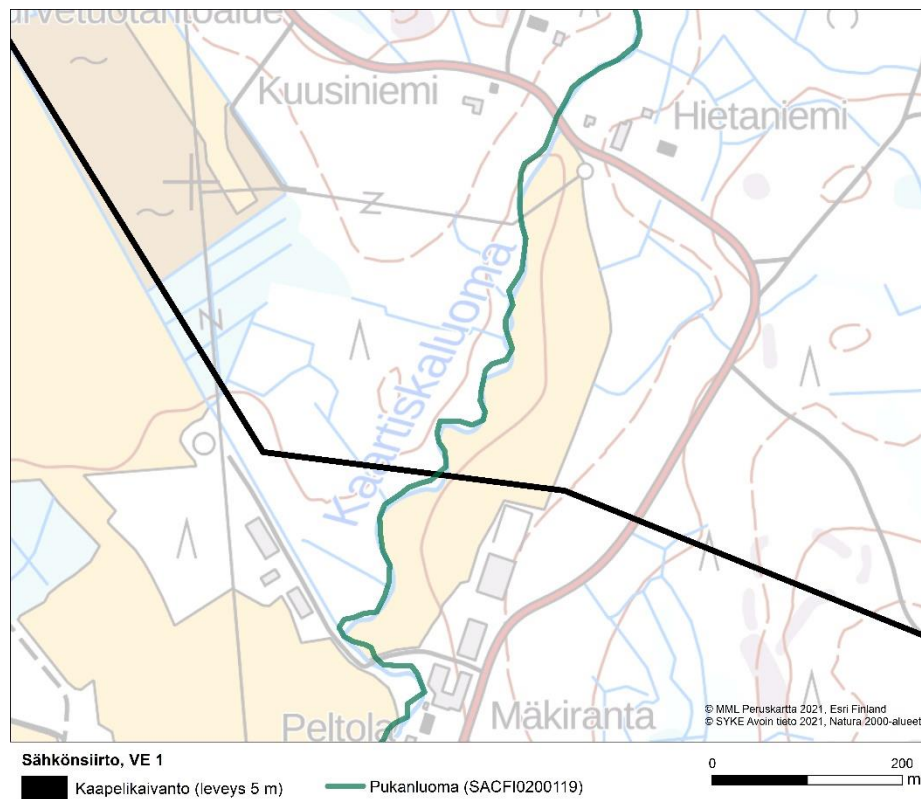 urvetuotantoalue
Kuusiniemi
Hietaniemi
Kaartiskaluoma
Peltola
Mäkiranta
© MML Peruskartta 2021, Esri Finland
© SYKE Avoin tieto 2021, Natura 2000-alueet
Sähkönsiirto, VE 1
Kaapelikaivanto (leveys 5 m)
Pukanluoma (SACFI0200119)
0 200
m